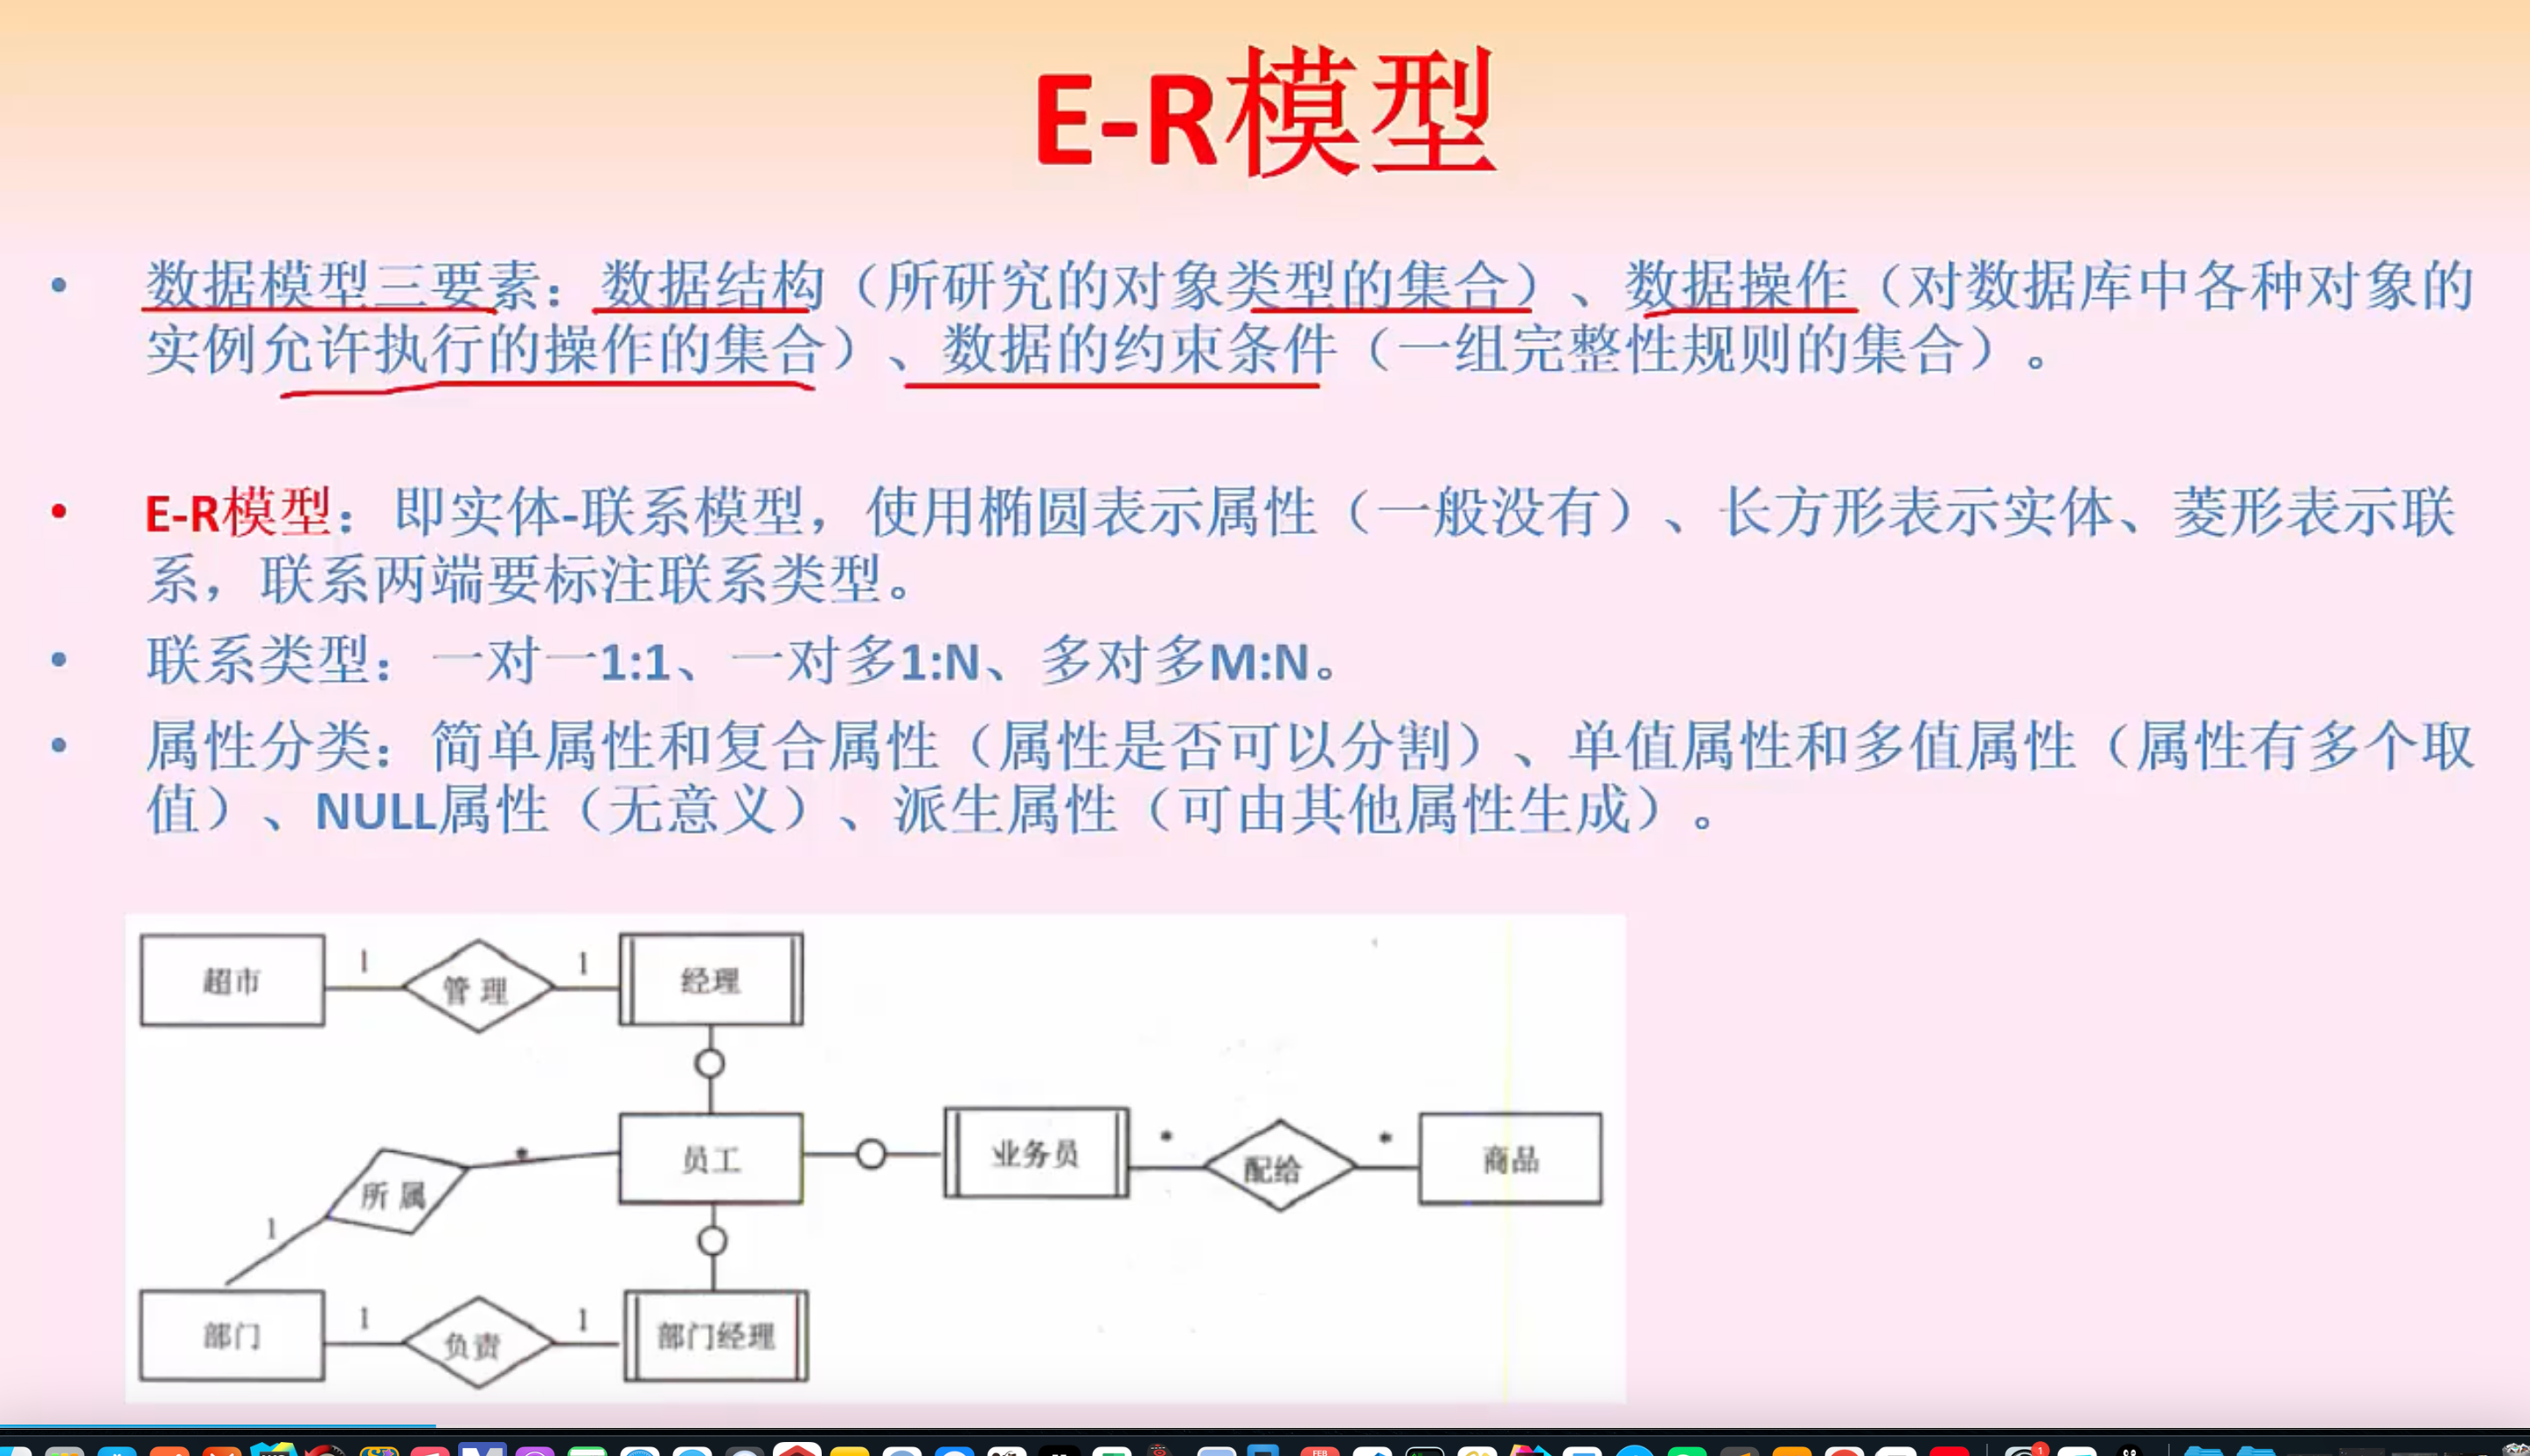 E-R模型
• 数据模型三要素：数据结构（所研究的对象类型的集合）、数据操作（对数据库中各种对象的
实例允许执行的操作的集合）、数据的约束条件（一组完整性规则的集合）。
• E-R模型：即实体-联系模型，使用椭圆表示属性（一般没有）、长方形表示实体、菱形表示联
系，联系两端要标注联系类型。
• 联系类型：一对一1:1、一对多1:N、多对多M:N。
• 属性分类：简单属性和复合属性（属性是否可以分割）、单值属性和多值属性（属性有多个取
值）、NULL属性（无意义）、派生属性（可由其他属性生成）。
超市 1 管理 1 经理
员工 业务员 * 配给 * 商品
* 所属 1
部门 1 负责 1 部门经理
FEB
1